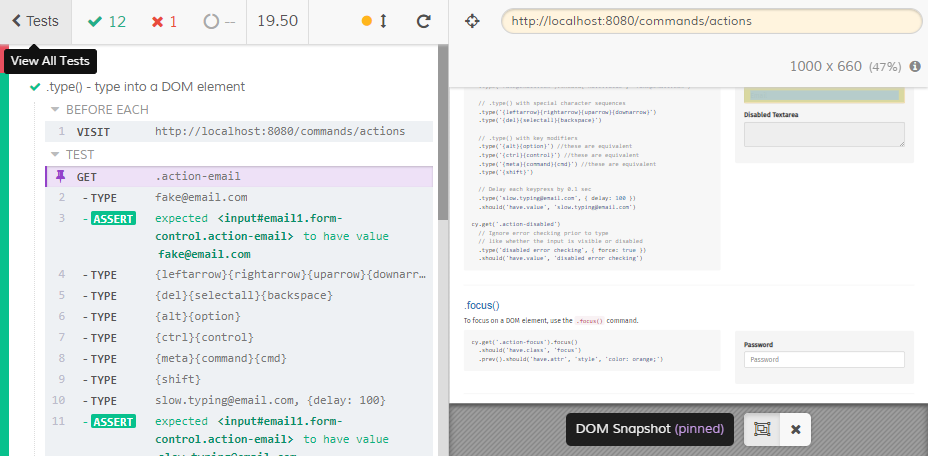 Tests
12
1
--
19.50
http://localhost:8080/commands/actions
View All Tests
1000 x 660 (47%)
.type() - type into a DOM element
BEFORE EACH
1 VISIT http://localhost:8080/commands/actions
TEST
GET .action-email
2 - TYPE fake@email.com
3 - ASSERT expected <input#email1.form-
control.action-email> to have value
fake@email.com
4 - TYPE {leftarrow}{rightarrow}{uparrow}{downarr…
5 - TYPE {del}{selectall}{backspace}
6 - TYPE {alt}{option}
7 - TYPE {ctrl}{control}
8 - TYPE {meta}{command}{cmd}
9 - TYPE {shift}
10 - TYPE slow.typing@email.com, {delay: 100}
11 - ASSERT expected <input#email1.form-
control.action-email> to have value
// .type() with special character sequences
.type('{leftarrow}{rightarrow}{uparrow}{downarrow}')
.type('{del}{selectall}{backspace}')
// .type() with key modifiers
.type('{alt}{option}') //these are equivalent
.type('{ctrl}{control}') //these are equivalent
.type('{meta}{command}{cmd}') //these are equivalent
.type('{shift}')
// Delay each keypress by 0.1 sec
.type('slow.typing@email.com', { delay: 100 })
.should('have.value', 'slow.typing@email.com')
cy.get('.action-disabled')
// Ignore error checking prior to type
// like whether the input is visible or disabled
.type('disabled error checking', { force: true })
.should('have.value', 'disabled error checking')
Disabled Textarea
.focus()
To focus on a DOM element, use the .focus() command.
cy.get('.action-focus').focus()
.should('have.class', 'focus')
.prev().should('have.attr', 'style', 'color: orange;')
Password
Password
DOM Snapshot (pinned)